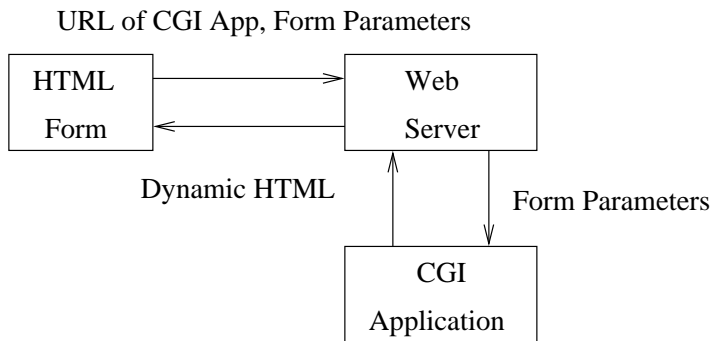 URL of CGI App, Form Parameters
HTML
Form
Web
Server
Dynamic HTML
Form Parameters
CGI
Application